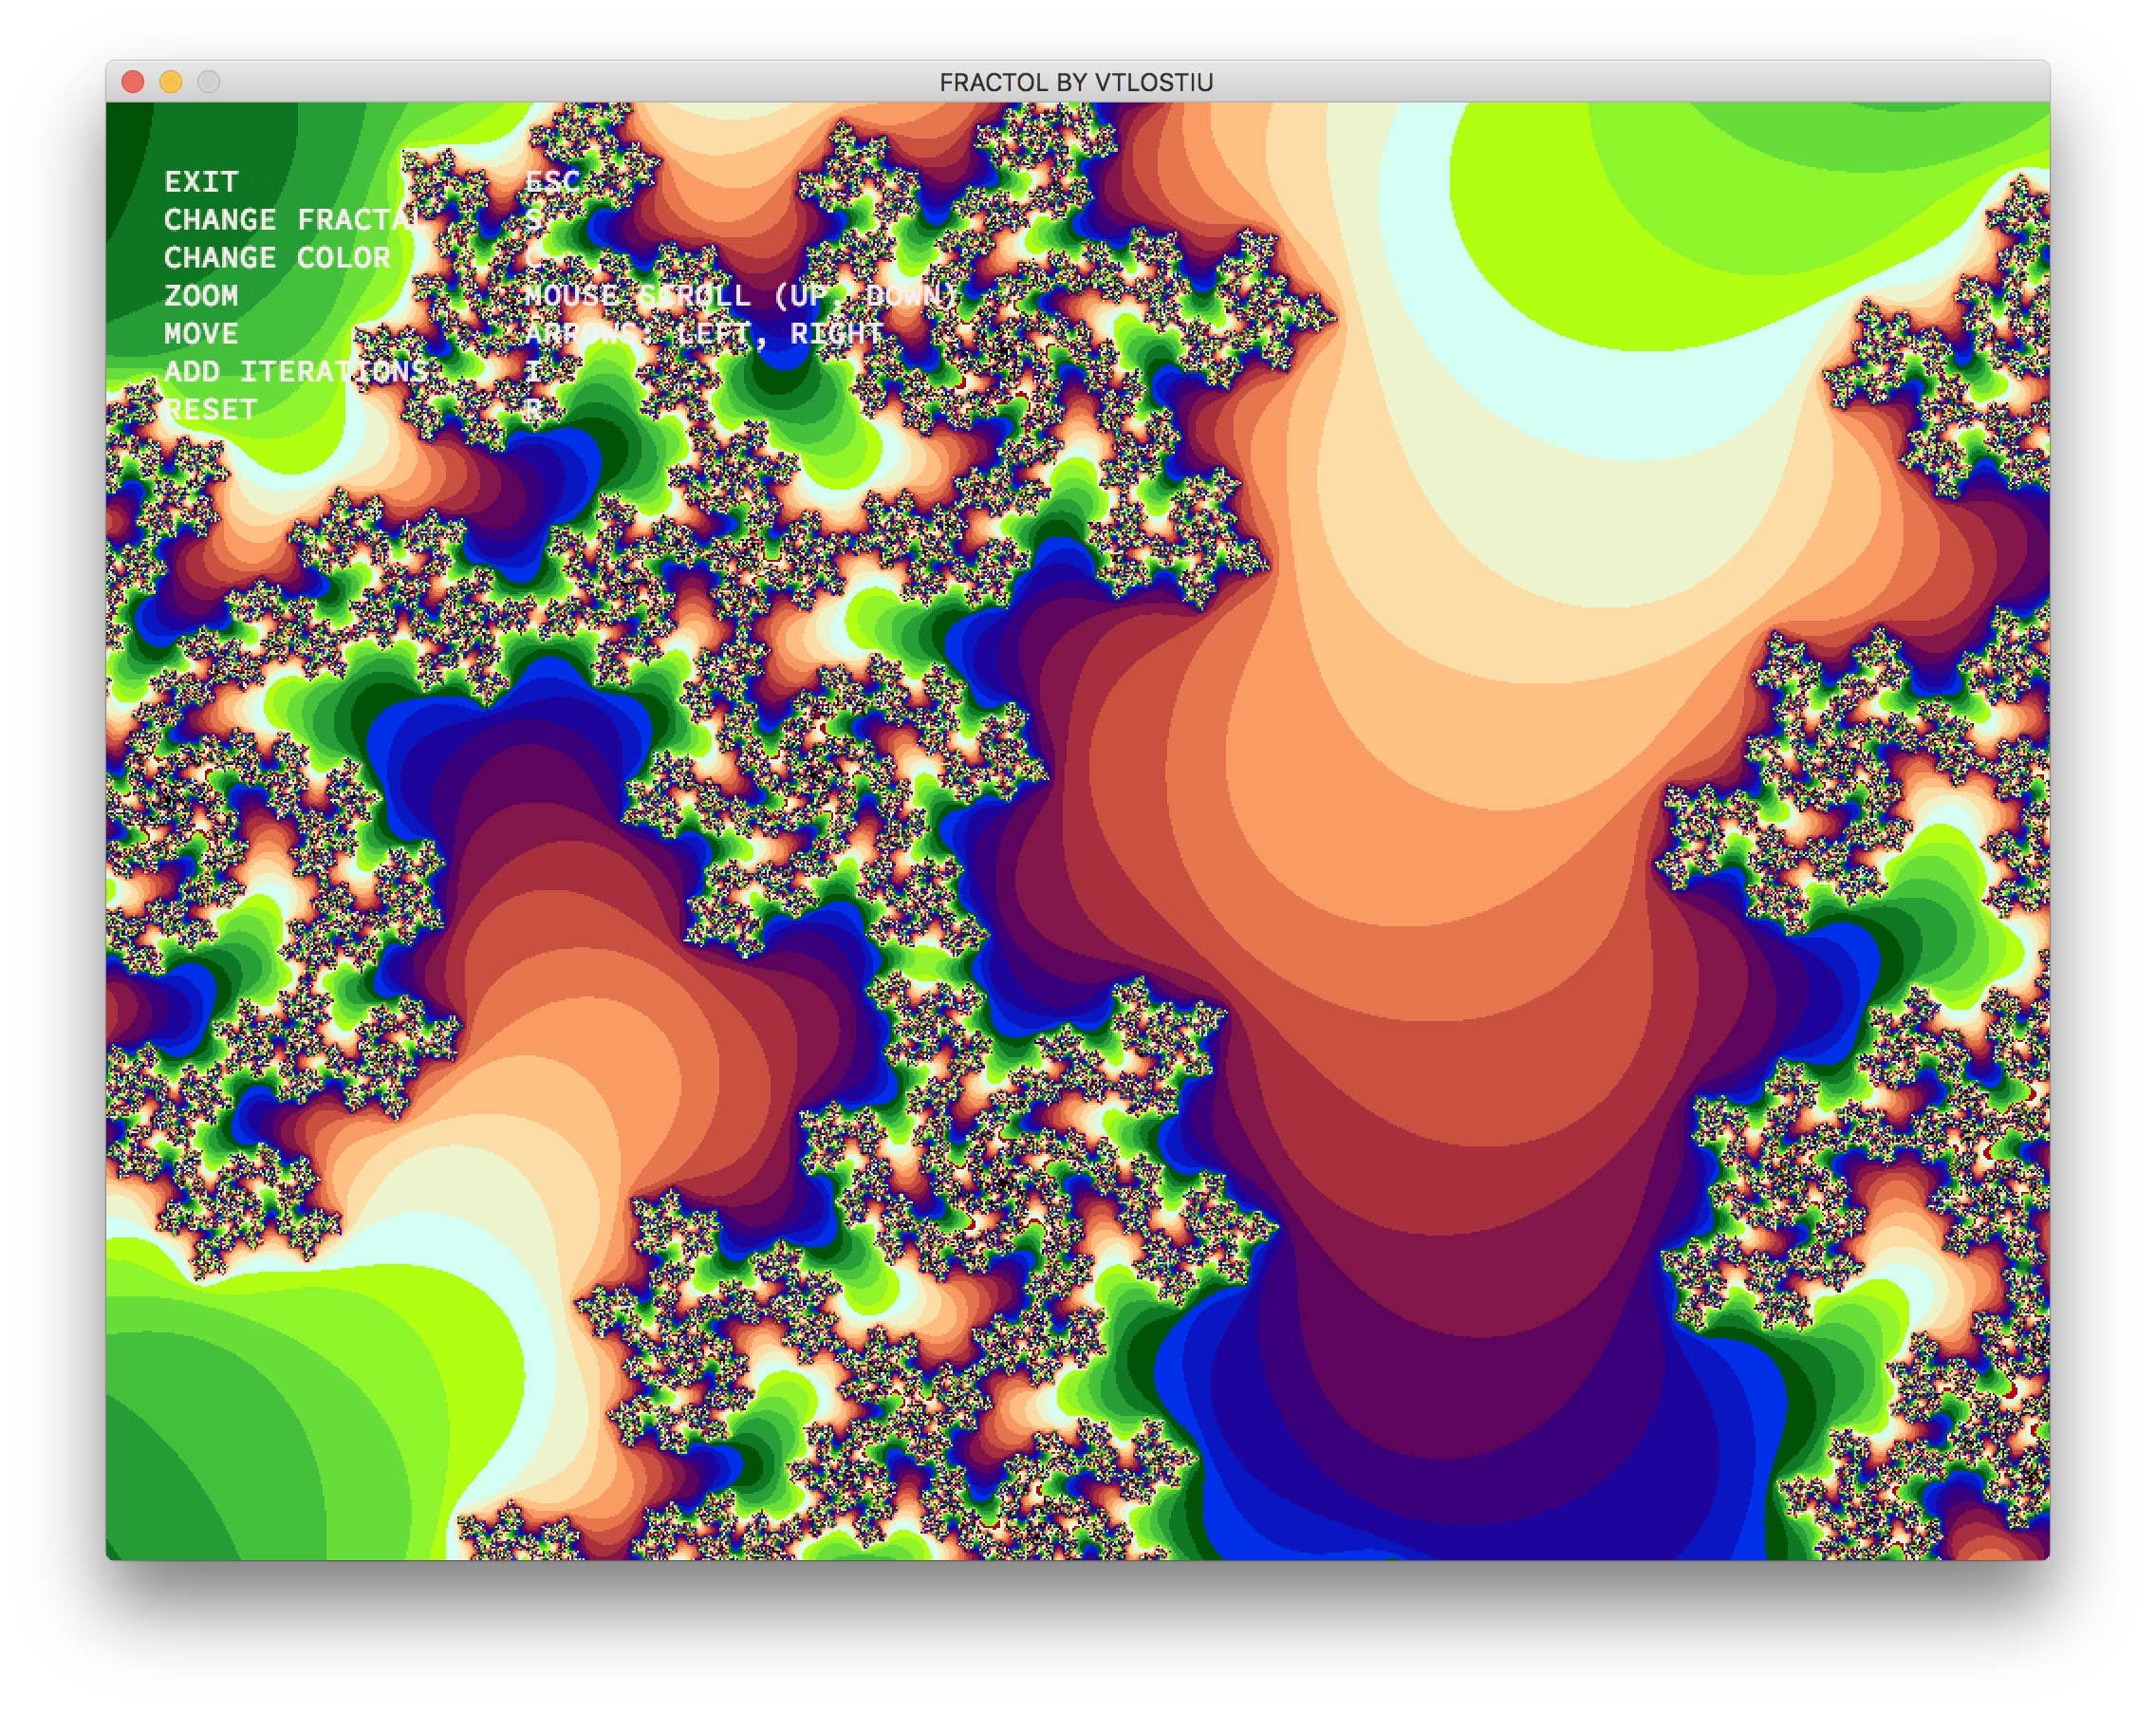 FRACTOL BY VTLOSTIU
EXIT ESC
CHANGE FRACTAL S
CHANGE COLOR C
ZOOM MOUSE SCROLL (UP, DOWN)
MOVE ARROWS: LEFT, RIGHT
ADD ITERATIONS I
RESET R